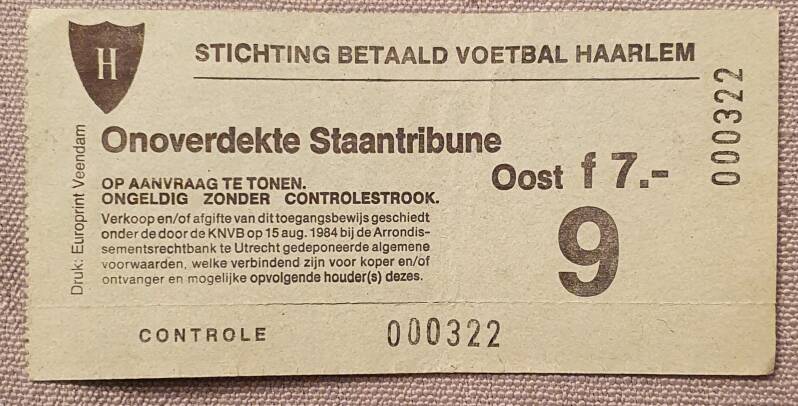 H
STICHTING BETAALD VOETBAL HAARLEM
Onoverdekte Staantribune
Oost f 7.-
OP AANVRAAG TE TONEN.
ONGELDIG ZONDER CONTROLESTROOK.
Verkoop en/of afgifte van dit toegangsbewijs geschiedt
onder de door de KNVB op 15 aug. 1984 bij de Arrondis-
sementsrechtbank te Utrecht gedeponeerde algemene
voorwaarden, welke verbindend zijn voor koper en/of
ontvanger en mogelijke opvolgende houder(s) dezes.
9
000322
Druk: Europrint Veendam
CONTROLE
000322